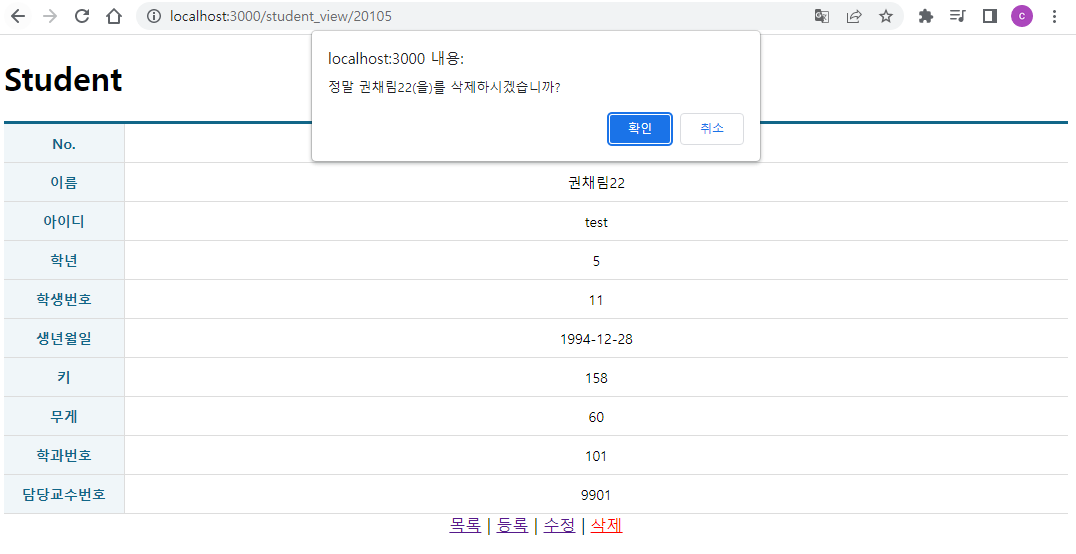 localhost:3000/student_view/20105
c
localhost:3000 내용:
정말 권채림22(을)를 삭제하시겠습니까?
확인 취소
Student
No.
이름 권채림22
아이디 test
학년 5
학생번호 11
생년월일 1994-12-28
키 158
무게 60
학과번호 101
담당교수번호 9901
목록 | 등록 | 수정 | 삭제